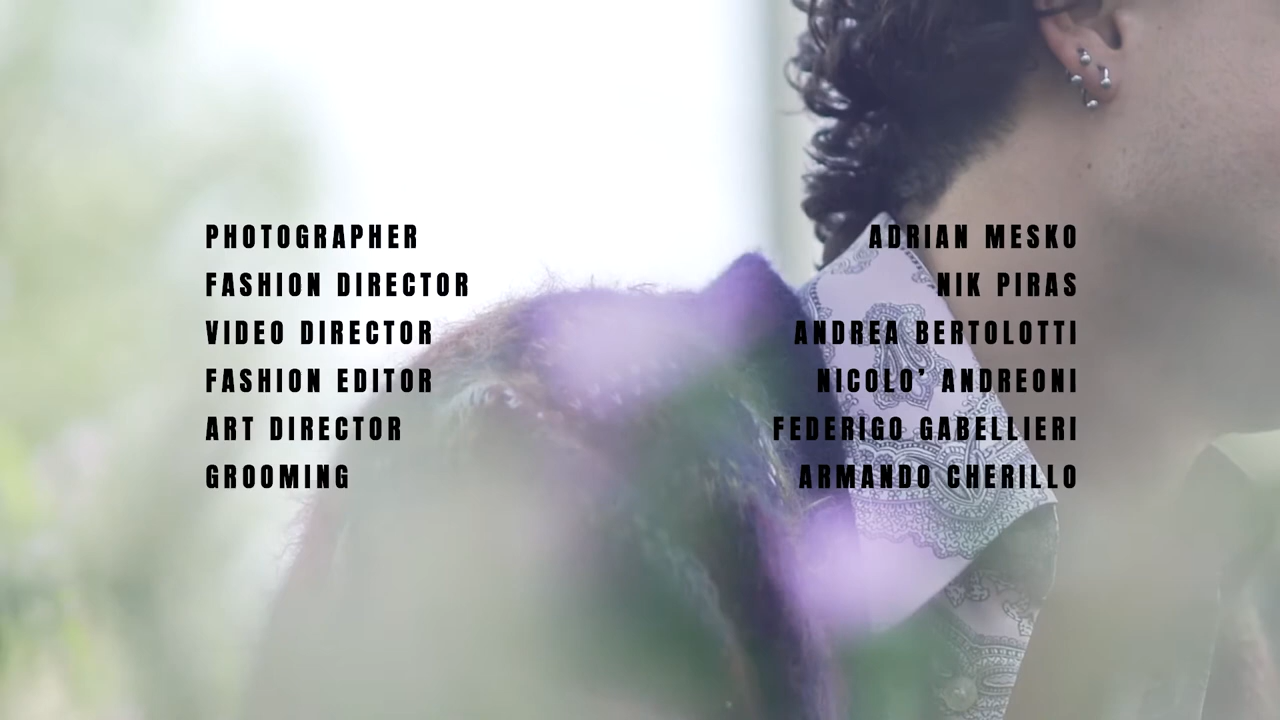 PHOTOGRAPHER ADRIAN MESKO
FASHION DIRECTOR NIK PIRAS
VIDEO DIRECTOR ANDREA BERTOLOTTI
FASHION EDITOR NICOLO' ANDREONI
ART DIRECTOR FEDERIGO GABELLIERI
GROOMING ARMANDO CHERILLO